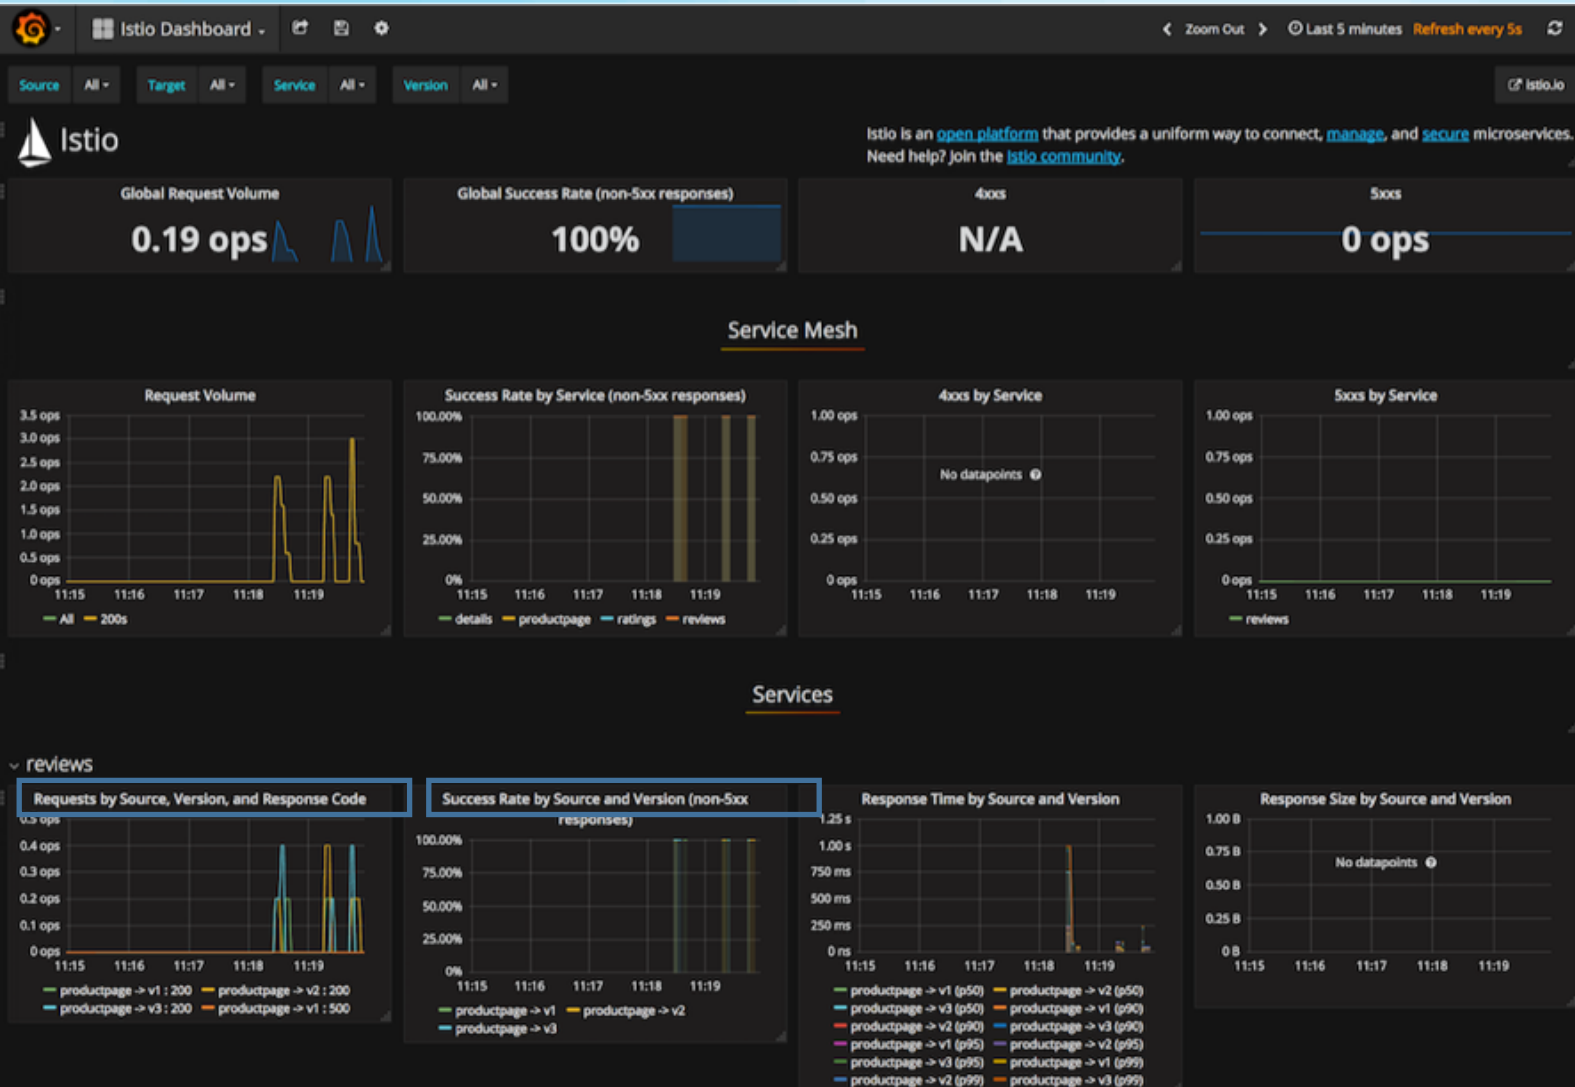 Istio Dashboard
Zoom Out
Last 5 minutes Refresh every 5s
Source All Target All Service All Version All
istio.io
Istio
Istio is an open platform that provides a uniform way to connect, manage, and secure microservices.
Need help? Join the Istio community.
Global Request Volume
0.19 ops
Global Success Rate (non-5xx responses)
100%
4xxs
N/A
5xxs
0 ops
Service Mesh
Request Volume
3.5 ops
3.0 ops
2.5 ops
2.0 ops
1.5 ops
1.0 ops
0.5 ops
0 ops
11:15 11:16 11:17 11:18 11:19
All 200s
Success Rate by Service (non-5xx responses)
100.00%
75.00%
50.00%
25.00%
0%
11:15 11:16 11:17 11:18 11:19
details productpage ratings reviews
4xxs by Service
1.00 ops
0.75 ops
No datapoints
0.50 ops
0.25 ops
0 ops
11:15 11:16 11:17 11:18 11:19
5xxs by Service
1.00 ops
0.75 ops
0.50 ops
0.25 ops
0 ops
11:15 11:16 11:17 11:18 11:19
reviews
Services
reviews
Requests by Source, Version, and Response Code
0.5 ops
0.4 ops
0.3 ops
0.2 ops
0.1 ops
0 ops
11:15 11:16 11:17 11:18 11:19
productpage -> v1 : 200 productpage -> v2 : 200
productpage -> v3 : 200 productpage -> v1 : 500
Success Rate by Source and Version (non-5xx
responses)
100.00%
75.00%
50.00%
25.00%
0%
11:15 11:16 11:17 11:18 11:19
productpage -> v1 productpage -> v2
productpage -> v3
Response Time by Source and Version
1.25 s
1.00 s
750 ms
500 ms
250 ms
0 ns
11:15 11:16 11:17 11:18 11:19
productpage -> v1 (p50) productpage -> v2 (p50)
productpage -> v3 (p50) productpage -> v1 (p90)
productpage -> v2 (p90) productpage -> v3 (p90)
productpage -> v1 (p95) productpage -> v2 (p95)
productpage -> v3 (p95) productpage -> v1 (p99)
productpage -> v2 (p99) productpage -> v3 (p99)
Response Size by Source and Version
1.00 B
0.75 B
No datapoints
0.50 B
0.25 B
0 B
11:15 11:16 11:17 11:18 11:19